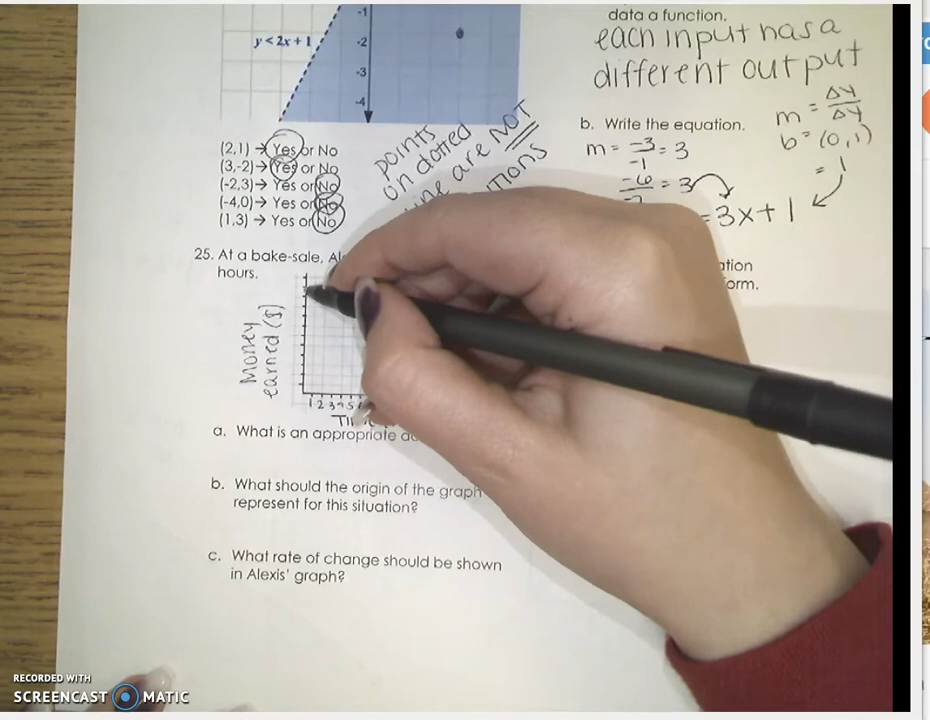 -1
-2
-3
-4
y < 2x + 1
(2,1) → Yes or No
(3,-2) → Yes or No
(-2,3) → Yes or No
(-4,0) → Yes or No
(1,3) → Yes or No
points
on dotted
line are NOT
25. At a bake-sale,
hours.
Money
earned ($)
1 2 3 4 5
a. What is an appropriate
b. What should the origin of the graph
represent for this situation?
c. What rate of change should be shown
in Alexis' graph?
data a function.
each input has a
different output
b. Write the equation.
m = -3/-1 = 3
-6 = 3
m = ΔY/ΔY
b = (0,1)
= 1
= 3x + 1
RECORDED WITH
SCREENCAST MATIC